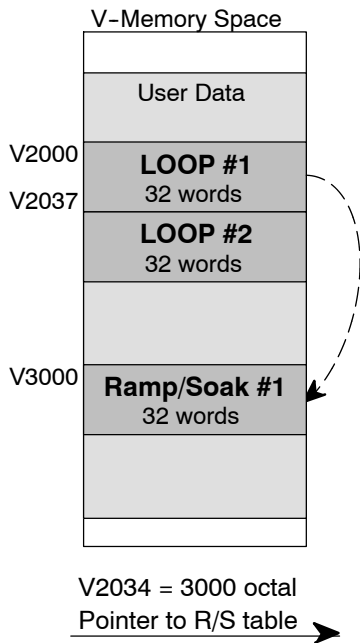 V-Memory Space
User Data
V2000
LOOP #1
32 words
V2037
LOOP #2
32 words
V3000
Ramp/Soak #1
32 words
V2034 = 3000 octal
Pointer to R/S table